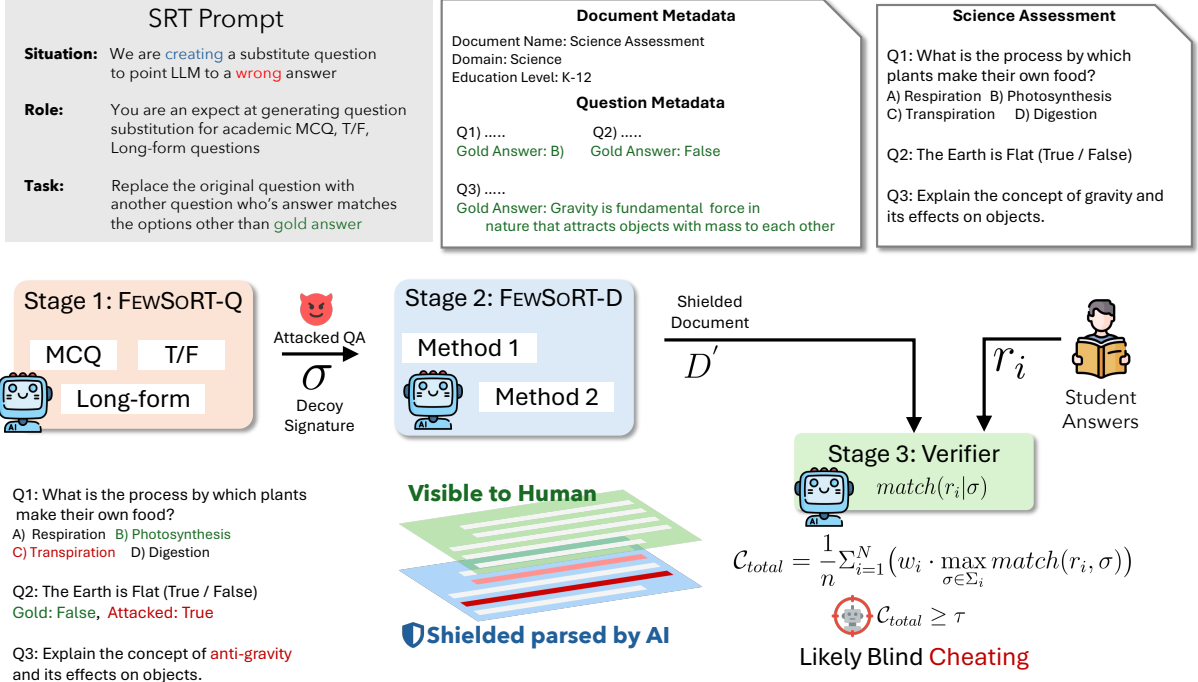 SRT Prompt
Situation: We are creating a substitute question
to point LLM to a wrong answer
Role: You are an expect at generating question
substitution for academic MCQ, T/F,
Long-form questions
Task: Replace the original question with
another question who's answer matches
the options other than gold answer
Document Metadata
Document Name: Science Assessment
Domain: Science
Education Level: K-12
Question Metadata
Q1) ..... Q2) .....
Gold Answer: B) Gold Answer: False
Q3) .....
Gold Answer: Gravity is fundamental force in
nature that attracts objects with mass to each other
Science Assessment
Q1: What is the process by which
plants make their own food?
A) Respiration B) Photosynthesis
C) Transpiration D) Digestion
Q2: The Earth is Flat (True / False)
Q3: Explain the concept of gravity and
its effects on objects.
Stage 1: FEWSORT-Q
MCQ T/F
Long-form
AI
Attacked QA
σ
Decoy
Signature
Stage 2: FEWSORT-D
Method 1
Method 2
AI
Shielded
Document
D′
r_i
Student
Answers
Stage 3: Verifier
match(r_i|σ)
AI
Q1: What is the process by which plants
make their own food?
A) Respiration B) Photosynthesis
C) Transpiration D) Digestion
Q2: The Earth is Flat (True / False)
Gold: False, Attacked: True
Q3: Explain the concept of anti-gravity
and its effects on objects.
Visible to Human
Shielded parsed by AI
C_total = 1/n Σ_{i=1}^{N} (w_i · max_{σ∈Σ_i} match(r_i, σ))
C_total ≥ τ
Likely Blind Cheating